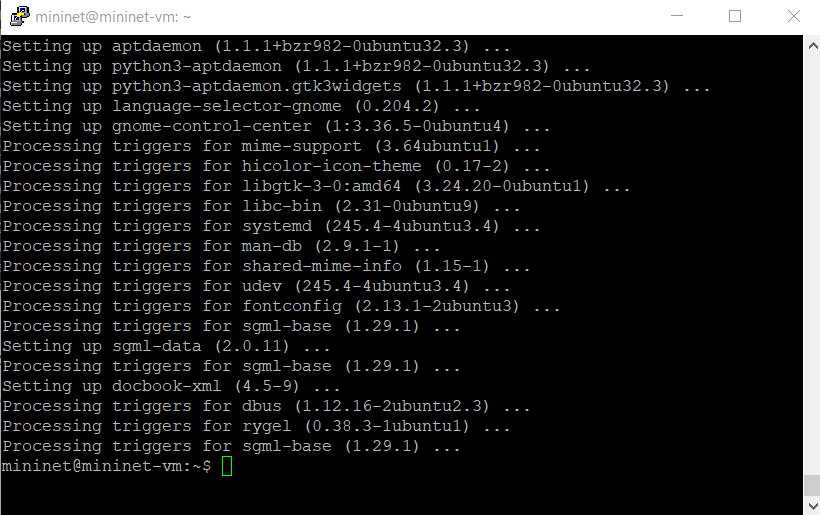 mininet@mininet-vm: ~
Setting up aptdaemon (1.1.1+bzr982-0ubuntu32.3) ...
Setting up python3-aptdaemon (1.1.1+bzr982-0ubuntu32.3) ...
Setting up python3-aptdaemon.gtk3widgets (1.1.1+bzr982-0ubuntu32.3) ...
Setting up language-selector-gnome (0.204.2) ...
Setting up gnome-control-center (1:3.36.5-0ubuntu4) ...
Processing triggers for mime-support (3.64ubuntu1) ...
Processing triggers for hicolor-icon-theme (0.17-2) ...
Processing triggers for libgtk-3-0:amd64 (3.24.20-0ubuntu1) ...
Processing triggers for libc-bin (2.31-0ubuntu9) ...
Processing triggers for systemd (245.4-4ubuntu3.4) ...
Processing triggers for man-db (2.9.1-1) ...
Processing triggers for shared-mime-info (1.15-1) ...
Processing triggers for udev (245.4-4ubuntu3.4) ...
Processing triggers for fontconfig (2.13.1-2ubuntu3) ...
Processing triggers for sgml-base (1.29.1) ...
Setting up sgml-data (2.0.11) ...
Processing triggers for sgml-base (1.29.1) ...
Setting up docbook-xml (4.5-9) ...
Processing triggers for dbus (1.12.16-2ubuntu2.3) ...
Processing triggers for rygel (0.38.3-1ubuntu1) ...
Processing triggers for sgml-base (1.29.1) ...
mininet@mininet-vm:~$